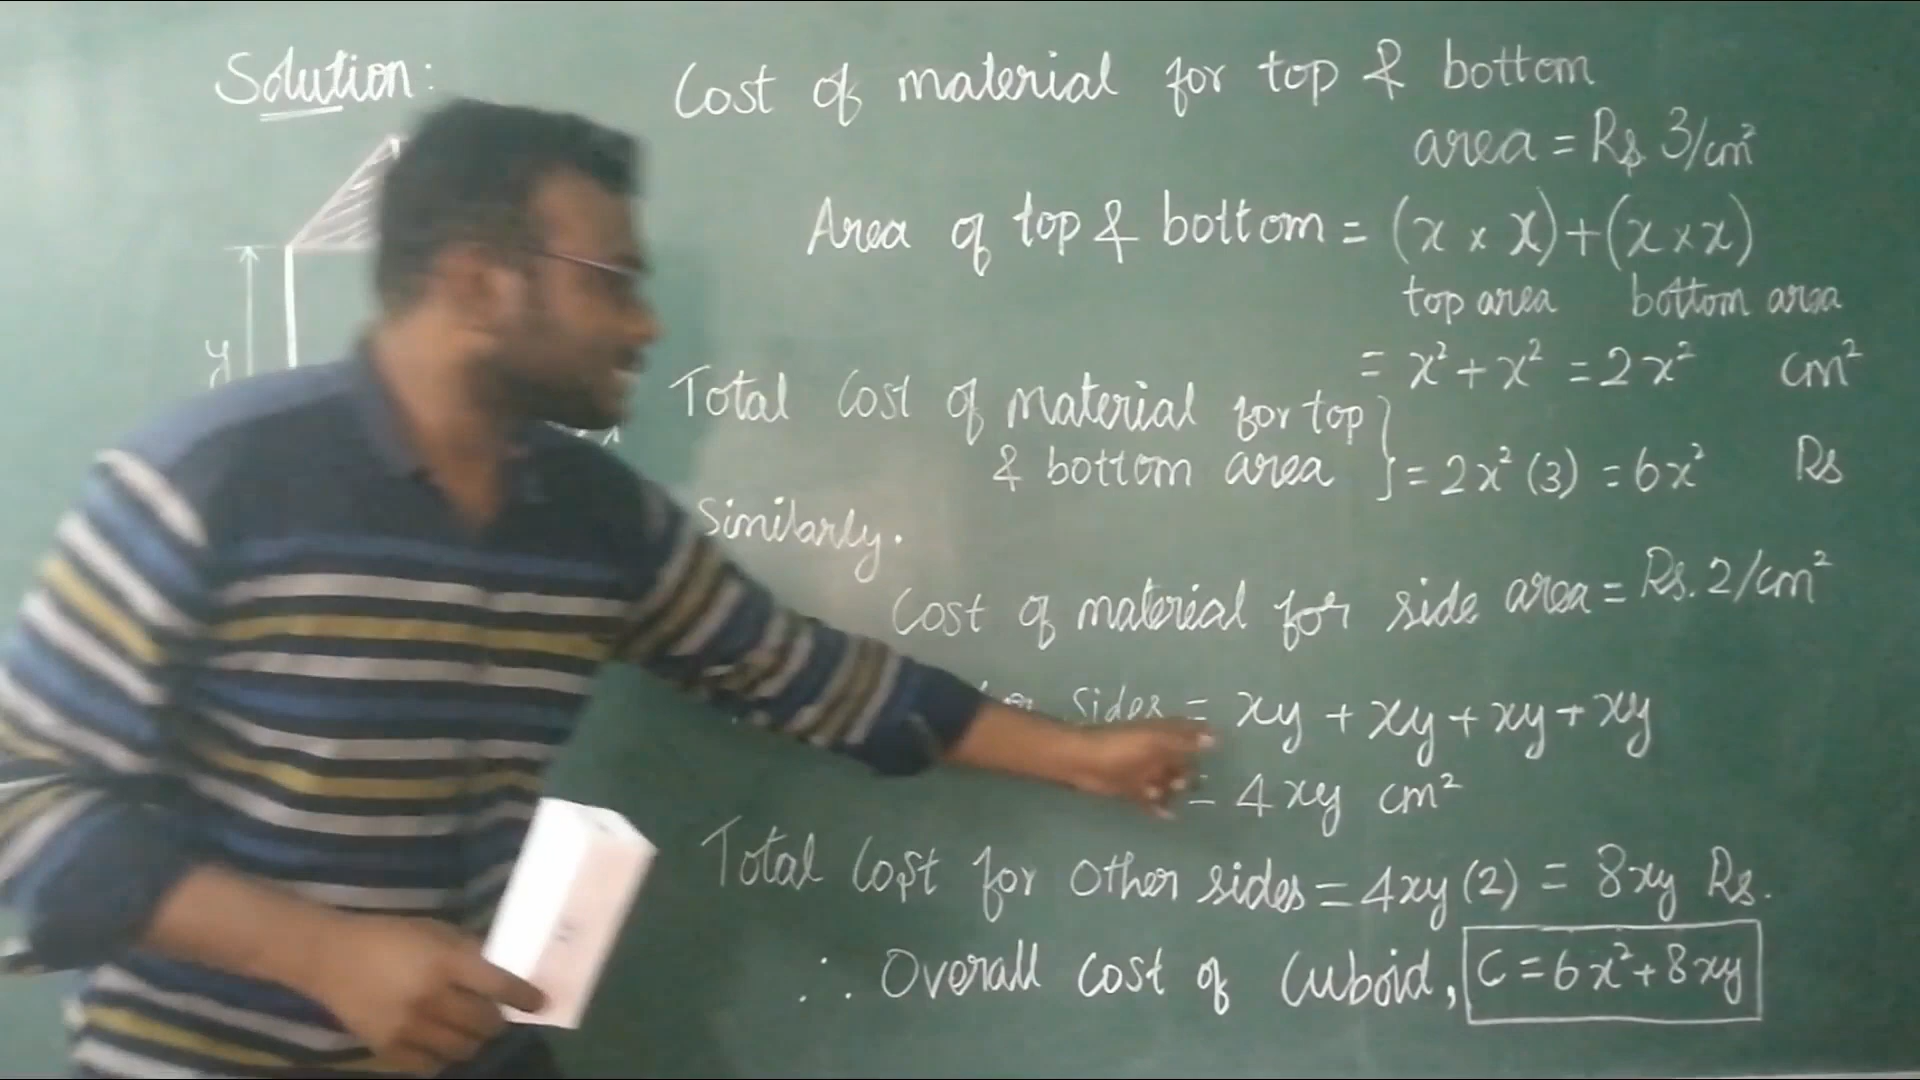 Solution:
Cost of material for top & bottom
area = Rs 3/cm²
Area of top & bottom = (x × x) + (x × x)
top area bottom area
= x² + x² = 2x² cm²
y
x
Total Cost of material for top
& bottom area } = 2x² (3) = 6x² Rs
Similarly.
Cost of material for side area = Rs. 2/cm²
sides = xy + xy + xy + xy
= 4xy cm²
Total Cost for other sides = 4xy (2) = 8xy Rs.
∴ Overall cost of Cuboid, C = 6x² + 8xy